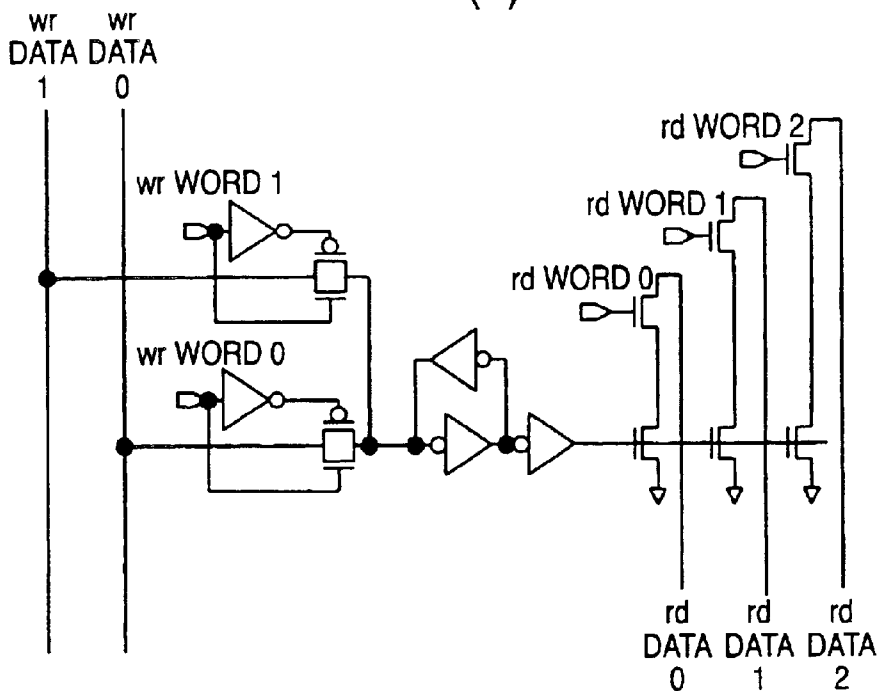 wr wr
DATA DATA
1 0
wr WORD 1
wr WORD 0
rd WORD 2
rd WORD 1
rd WORD 0
rd rd rd
DATA DATA DATA
0 1 2